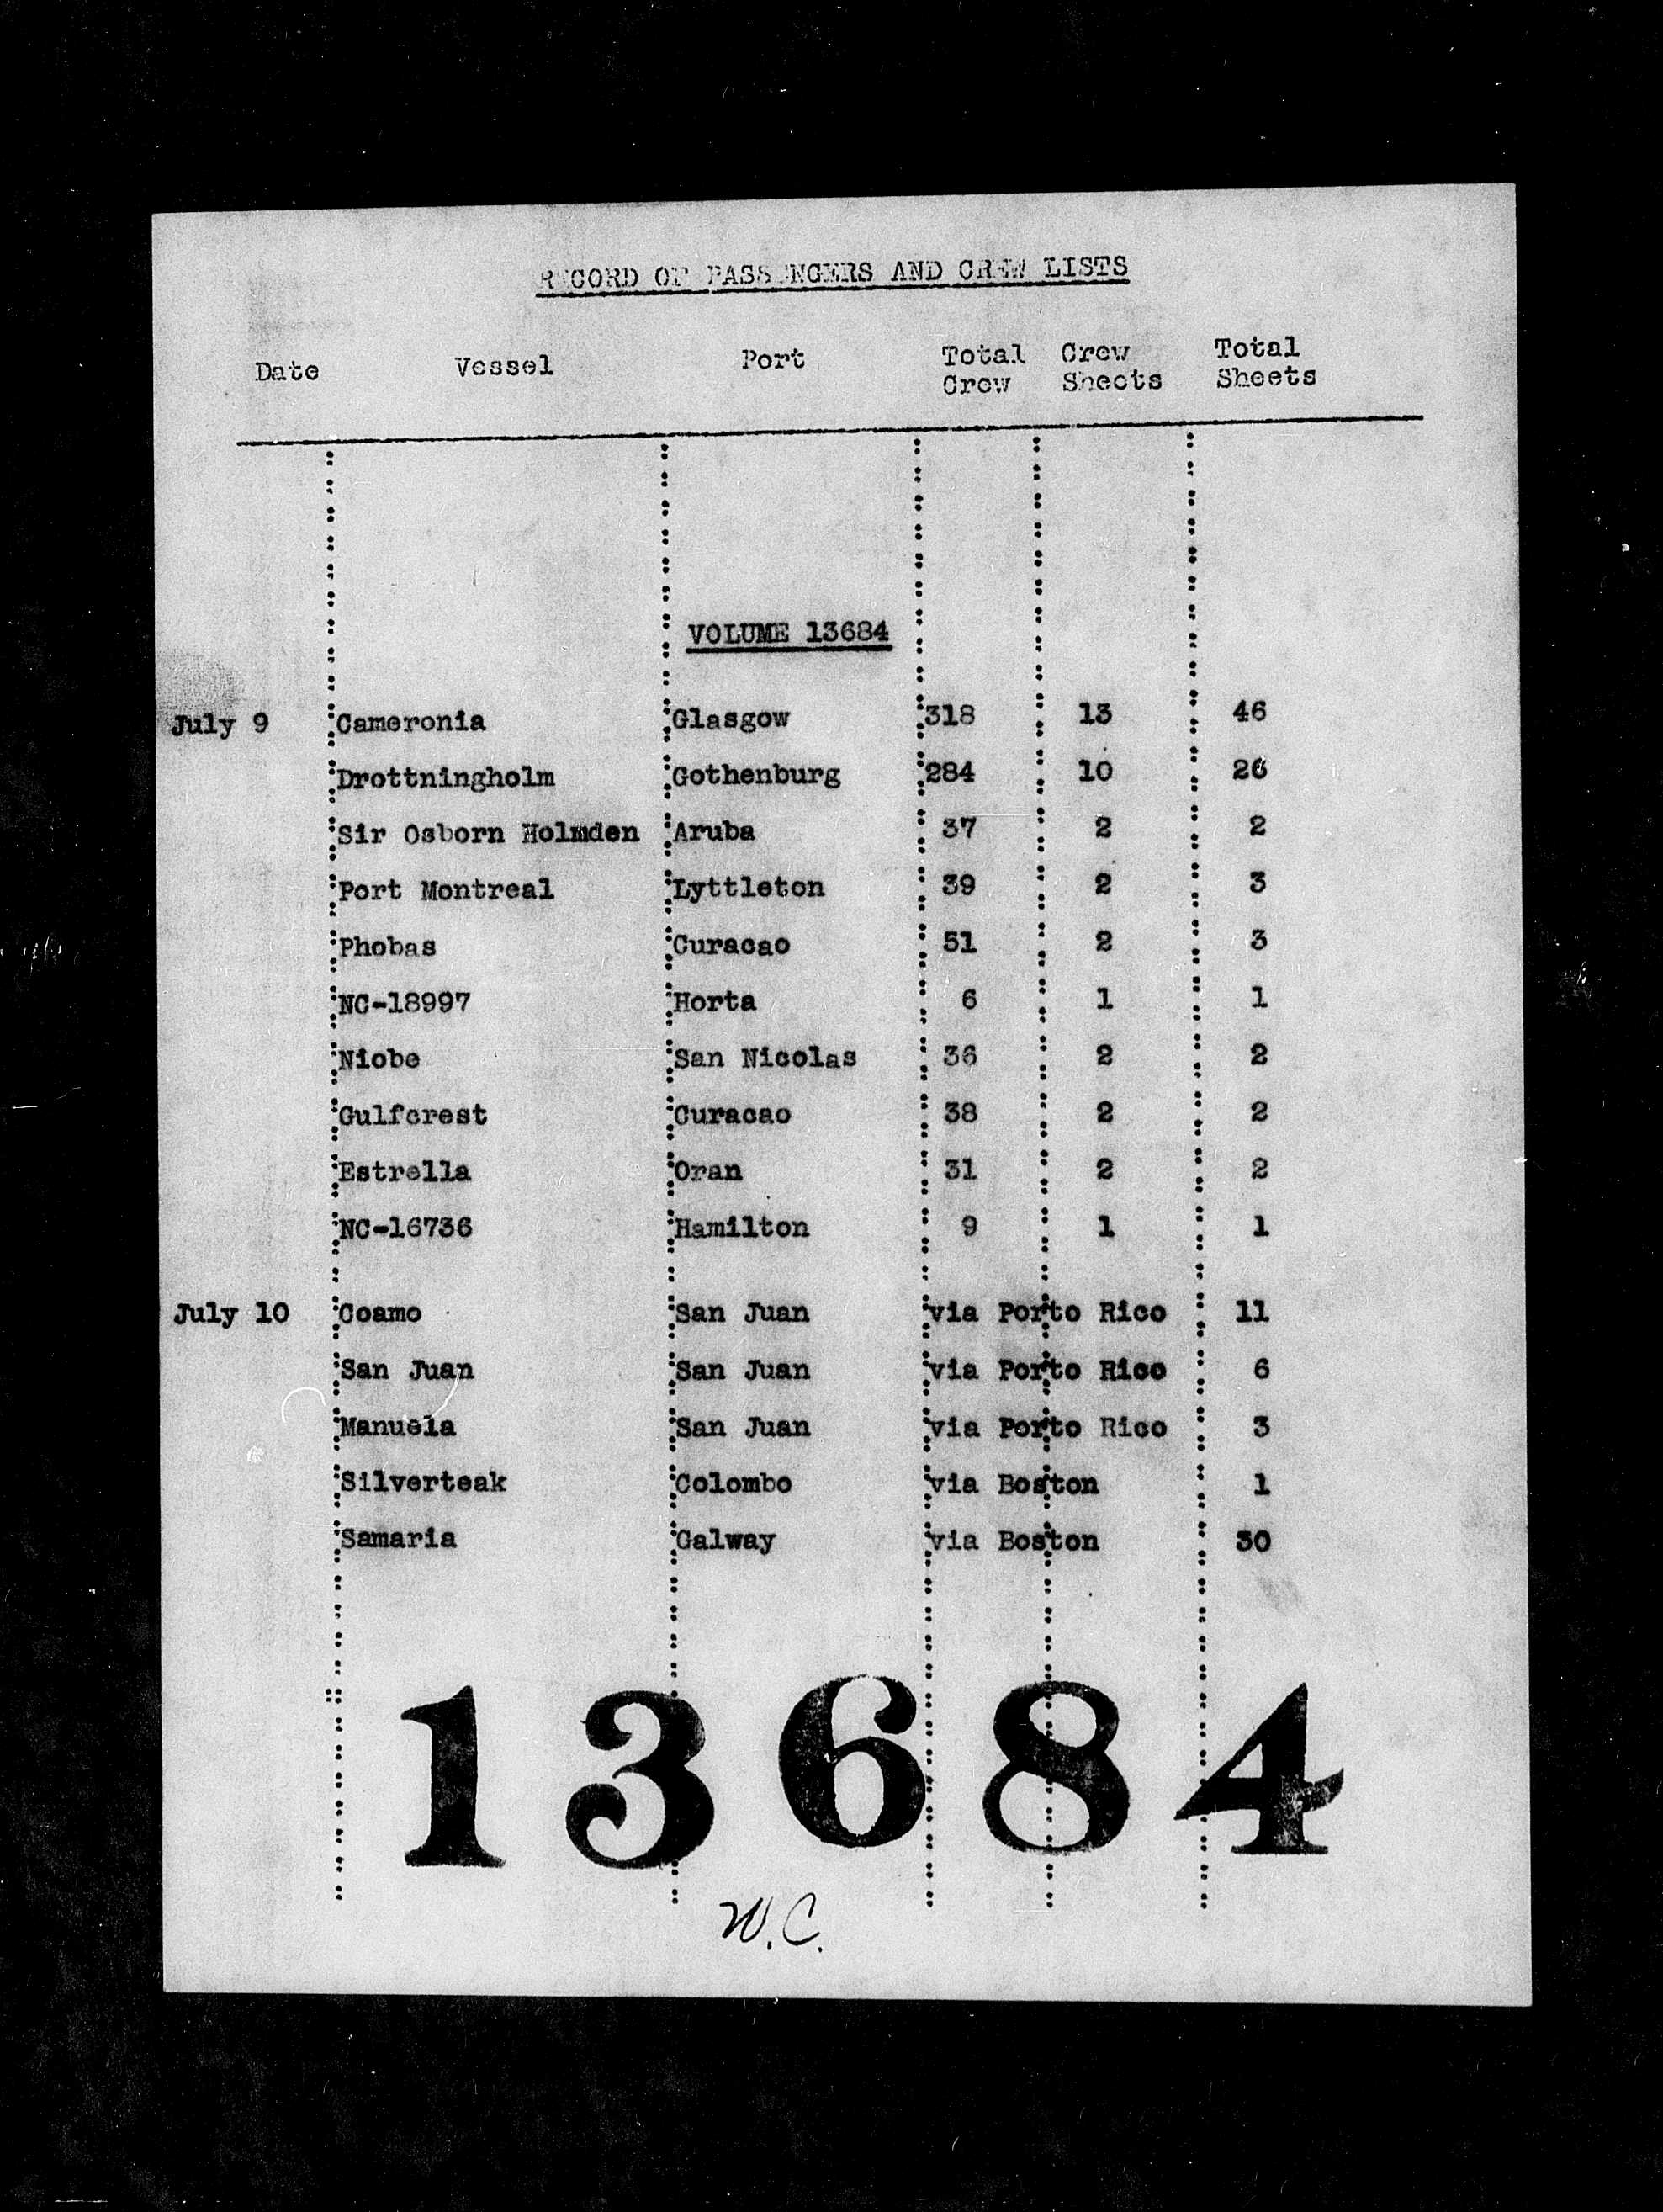 RECORD OF PASSENGERS AND CREW LISTS
Date Vessel Port Total Crew Crew Sheets Total Sheets
VOLUME 13684
July 9 Cameronia Glasgow 318 13 46
Drottningholm Gothenburg 284 10 26
Sir Osborn Holmden Aruba 37 2 2
Port Montreal Lyttleton 39 2 3
Phobas Curacao 51 2 3
NC-18997 Horta 6 1 1
Niobe San Nicolas 36 2 2
Gulfcrest Curacao 38 2 2
Estrella Oran 31 2 2
NC-16736 Hamilton 9 1 1
July 10 Coamo San Juan via Porto Rico 11
San Juan San Juan via Porto Rico 6
Manuela San Juan via Porto Rico 3
Silverteak Colombo via Boston 1
Samaria Galway via Boston 30
13684
W.C.